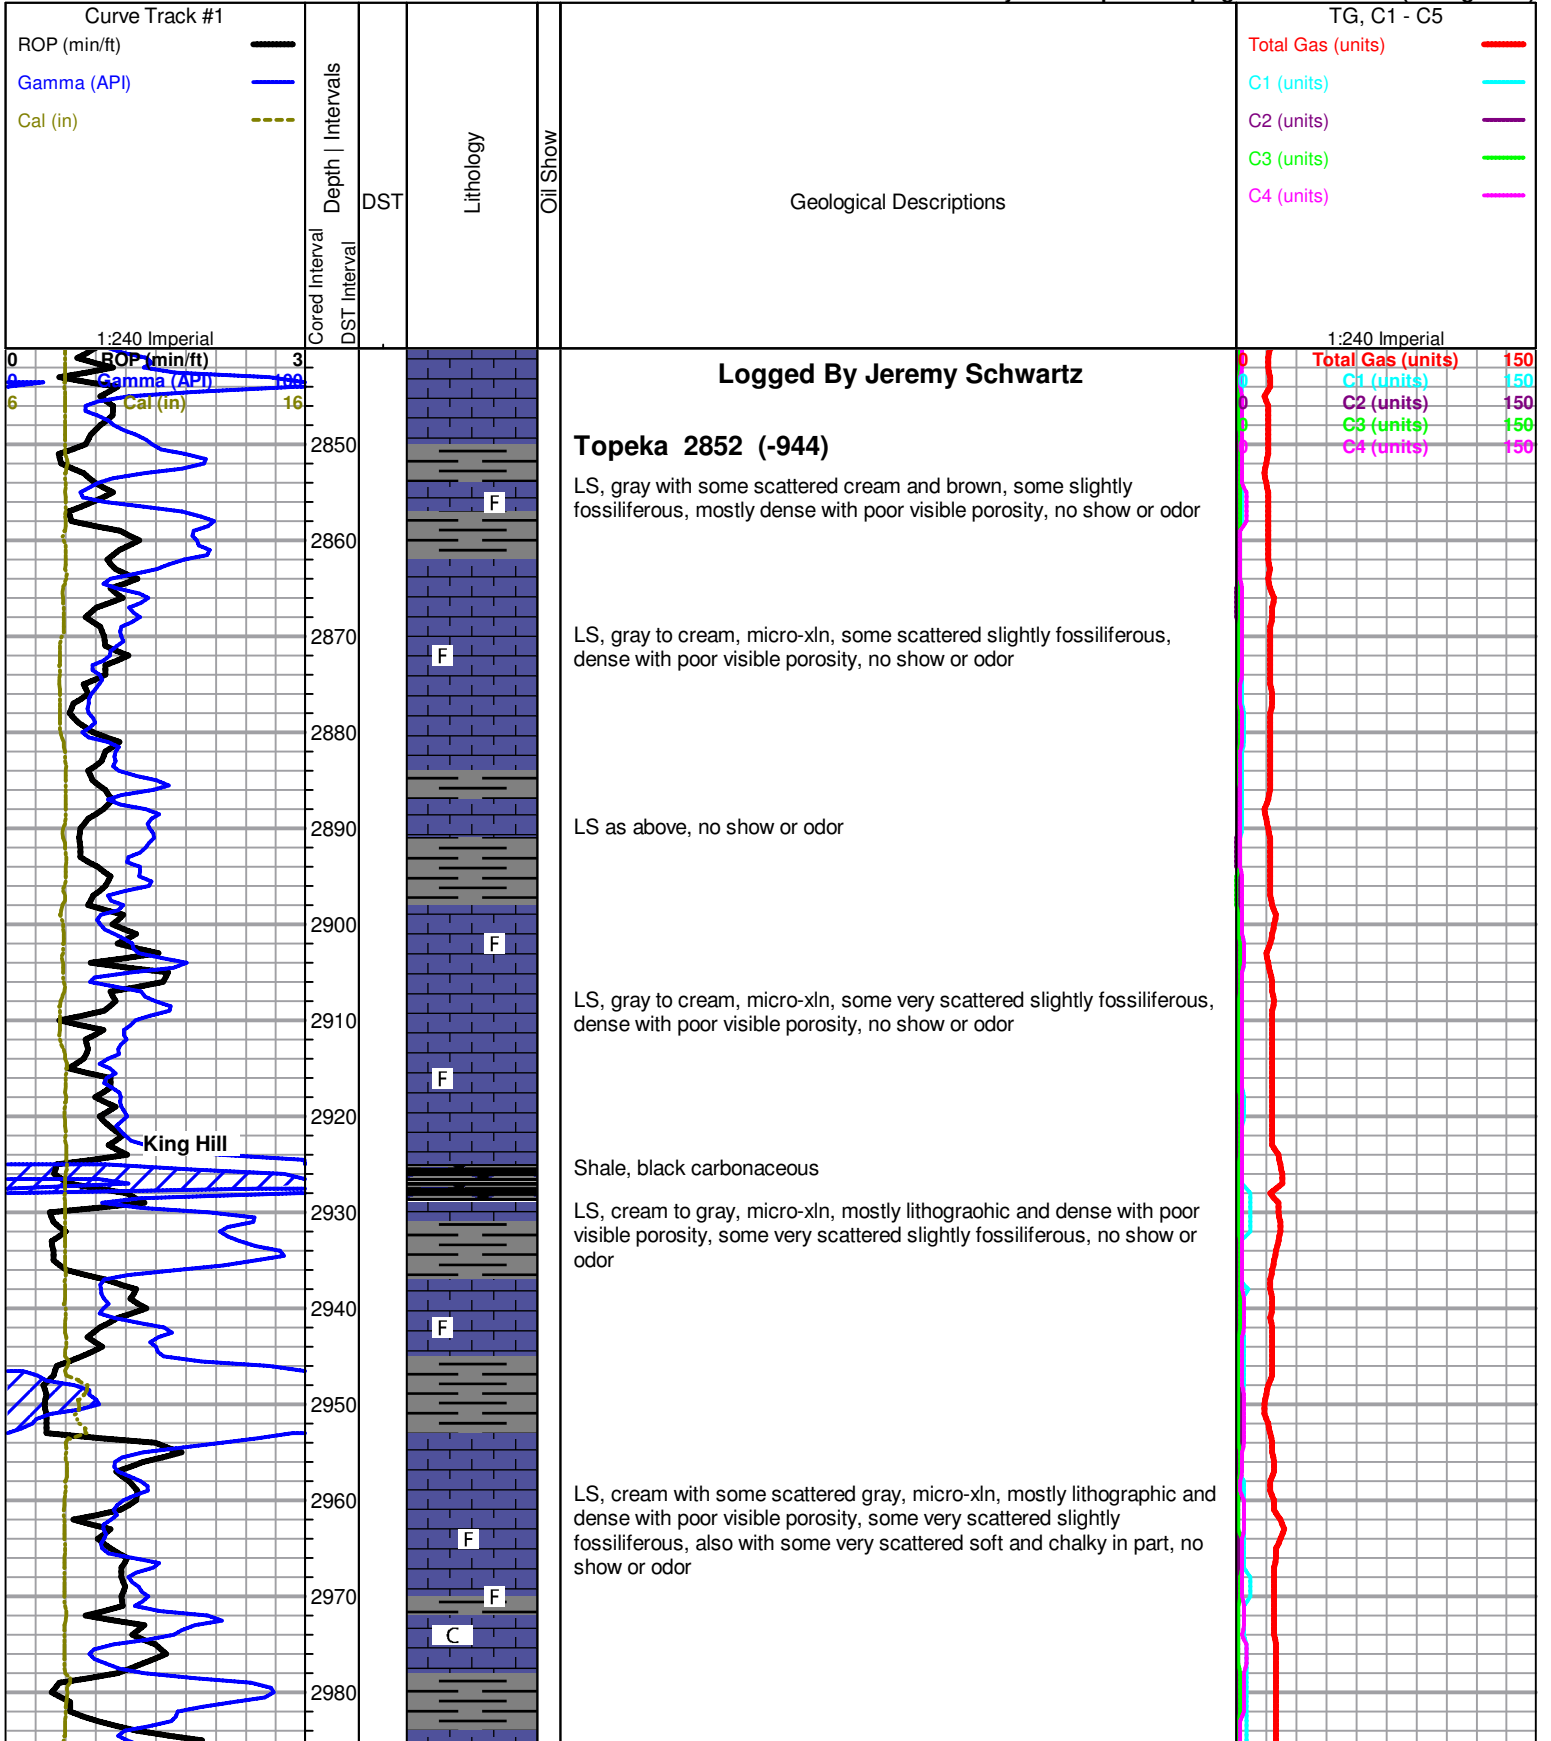 Curve Track #1
ROP (min/ft)
Gamma (API)
Cal (in)
1:240 Imperial
Depth | Intervals
Cored Interval
DST Interval
DST
Lithology
Oil Show
Geological Descriptions
TG, C1 - C5
Total Gas (units)
C1 (units)
C2 (units)
C3 (units)
C4 (units)
1:240 Imperial
0 ROP (min/ft) 3
0 Gamma (API) 100
6 Cal (in) 16
0 Total Gas (units) 150
0 C1 (units) 150
0 C2 (units) 150
0 C3 (units) 150
0 C4 (units) 150
Logged By Jeremy Schwartz
2850
Topeka 2852 (-944)
LS, gray with some scattered cream and brown, some slightly
fossiliferous, mostly dense with poor visible porosity, no show or odor
F
2860
2870
LS, gray to cream, micro-xln, some scattered slightly fossiliferous,
dense with poor visible porosity, no show or odor
F
2880
2890
LS as above, no show or odor
2900
F
2910
LS, gray to cream, micro-xln, some very scattered slightly fossiliferous,
dense with poor visible porosity, no show or odor
F
2920
King Hill
Shale, black carbonaceous
2930
LS, cream to gray, micro-xln, mostly lithograohic and dense with poor
visible porosity, some very scattered slightly fossiliferous, no show or
odor
2940
F
2950
2960
LS, cream with some scattered gray, micro-xln, mostly lithographic and
dense with poor visible porosity, some very scattered slightly
fossiliferous, also with some very scattered soft and chalky in part, no
show or odor
F
2970
F
C
2980